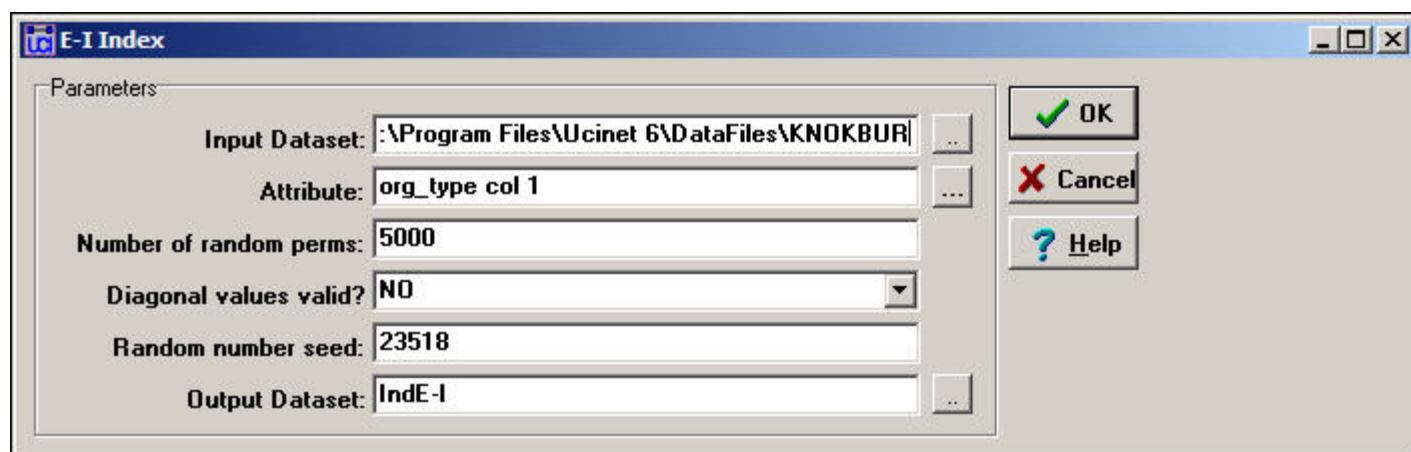 E-I Index
Parameters
Input Dataset: :\Program Files\Ucinet 6\DataFiles\KNOKBUR ..
Attribute: org_type col 1 ...
Number of random perms: 5000
Diagonal values valid? NO
Random number seed: 23518
Output Dataset: IndE-I ..
OK
Cancel
Help